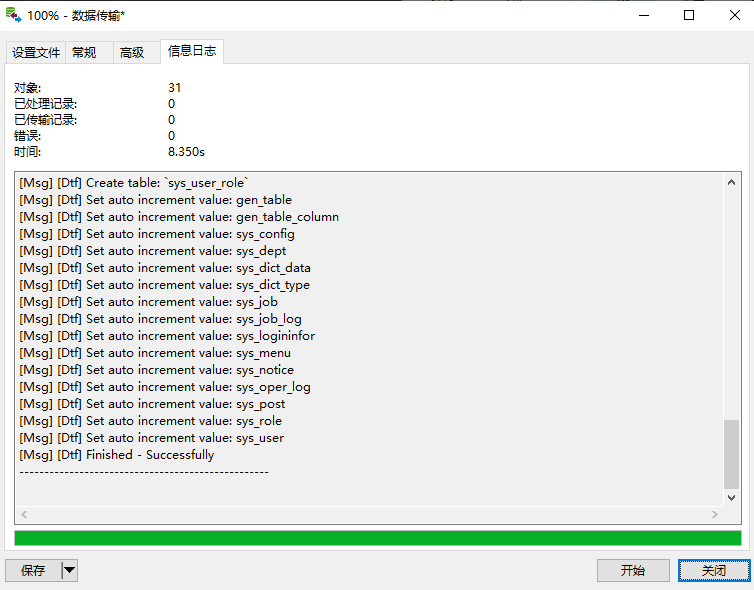 100% - 数据传输*
设置文件 常规 高级 信息日志
对象: 31
已处理记录: 0
已传输记录: 0
错误: 0
时间: 8.350s
[Msg] [Dtf] Create table: `sys_user_role`
[Msg] [Dtf] Set auto increment value: gen_table
[Msg] [Dtf] Set auto increment value: gen_table_column
[Msg] [Dtf] Set auto increment value: sys_config
[Msg] [Dtf] Set auto increment value: sys_dept
[Msg] [Dtf] Set auto increment value: sys_dict_data
[Msg] [Dtf] Set auto increment value: sys_dict_type
[Msg] [Dtf] Set auto increment value: sys_job
[Msg] [Dtf] Set auto increment value: sys_job_log
[Msg] [Dtf] Set auto increment value: sys_logininfor
[Msg] [Dtf] Set auto increment value: sys_menu
[Msg] [Dtf] Set auto increment value: sys_notice
[Msg] [Dtf] Set auto increment value: sys_oper_log
[Msg] [Dtf] Set auto increment value: sys_post
[Msg] [Dtf] Set auto increment value: sys_role
[Msg] [Dtf] Set auto increment value: sys_user
[Msg] [Dtf] Finished - Successfully
--------------------------------------------------
保存 开始 关闭